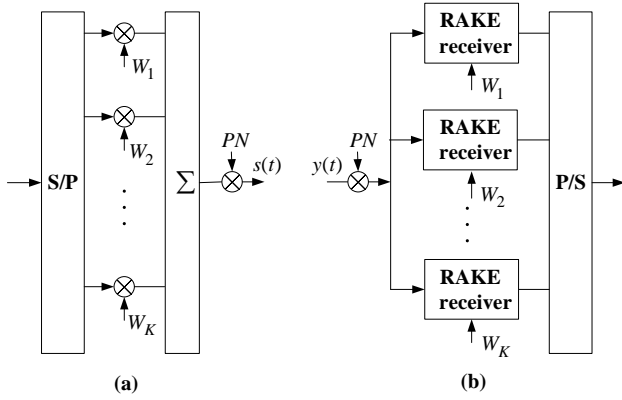 S/P
W1
W2
WK
∑
PN
s(t)
(a)
y(t)
PN
RAKE
receiver
W1
RAKE
receiver
W2
RAKE
receiver
WK
P/S
(b)